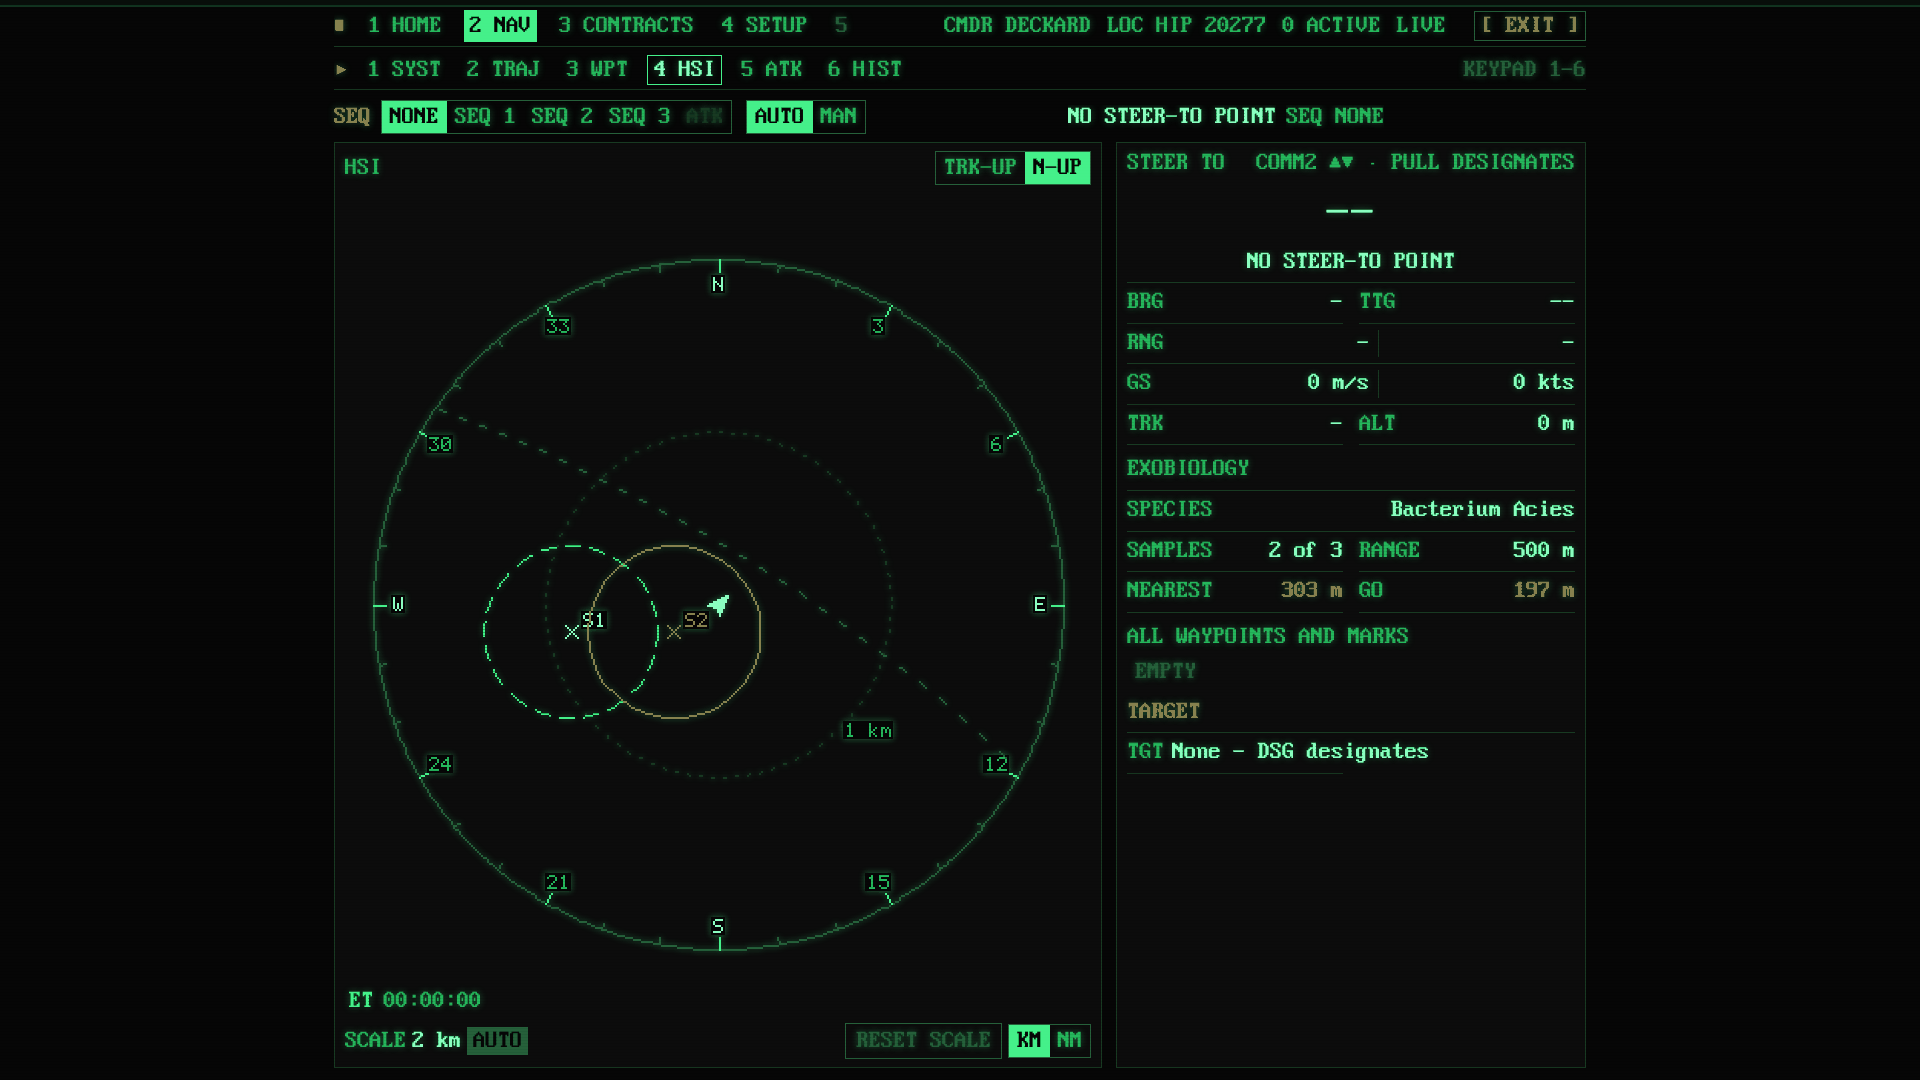 1 HOME 2 NAV 3 CONTRACTS 4 SETUP 5 CMDR DECKARD LOC HIP 20277 0 ACTIVE LIVE [ EXIT ]
1 SYST 2 TRAJ 3 WPT 4 HSI 5 ATK 6 HIST KEYPAD 1-6
SEQ NONE SEQ 1 SEQ 2 SEQ 3 ATK AUTO MAN NO STEER-TO POINT SEQ NONE
HSI TRK-UP N-UP
N
33 3
30 6
W E
S1 S2
1 km
24 12
21 15
S
ET 00:00:00
SCALE 2 km AUTO RESET SCALE KM NM
STEER TO COMM2 ▲▼ · PULL DESIGNATES
--
NO STEER-TO POINT
BRG - TTG --
RNG - -
GS 0 m/s 0 kts
TRK - ALT 0 m
EXOBIOLOGY
SPECIES Bacterium Acies
SAMPLES 2 of 3 RANGE 500 m
NEAREST 303 m GO 197 m
ALL WAYPOINTS AND MARKS
EMPTY
TARGET
TGT None - DSG designates